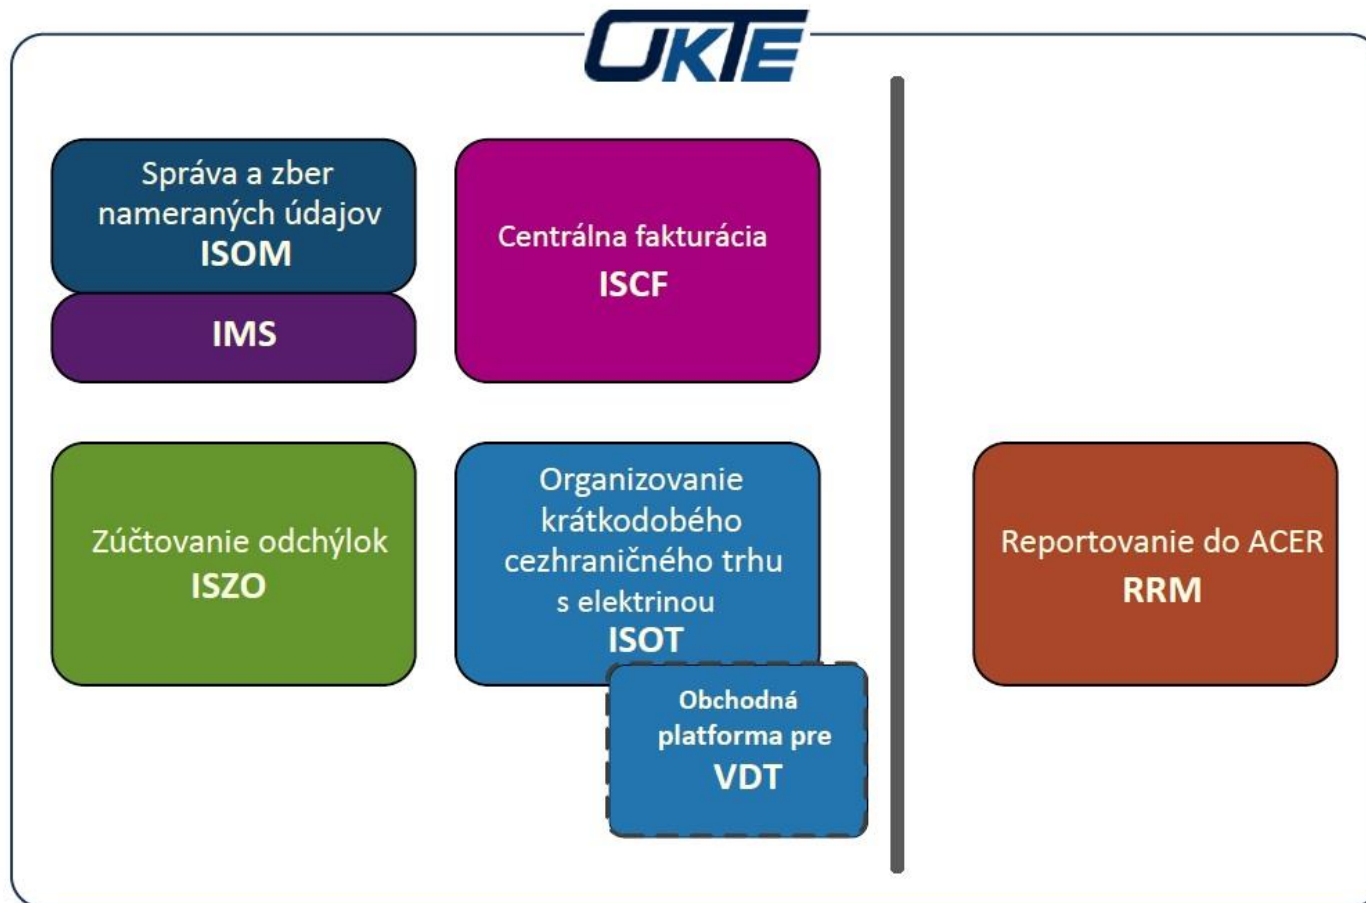 OKTE
Správa a zber
nameraných údajov
ISOM
IMS
Centrálna fakturácia
ISCF
Zúčtovanie odchýlok
ISZO
Organizovanie
krátkodobého
cezhraničného trhu
s elektrinou
ISOT
Obchodná
platforma pre
VDT
Reportovanie do ACER
RRM